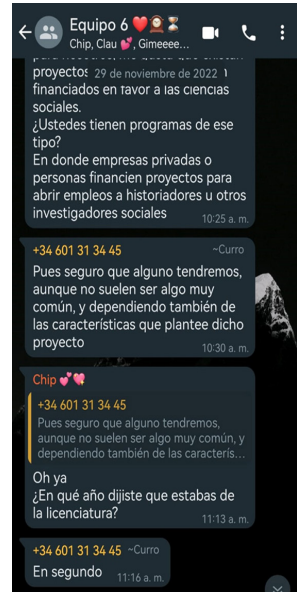 Equipo 6 ❤️🕰️⏳
Chip, Clau 💕, Gimeeee...
29 de noviembre de 2022
proyectos
financiados en favor a las ciencias
sociales.
¿Ustedes tienen programas de ese
tipo?
En donde empresas privadas o
personas financien proyectos para
abrir empleos a historiadores u otros
investigadores sociales
10:25 a. m.
+34 601 31 34 45 ~Curro
Pues seguro que alguno tendremos,
aunque no suelen ser algo muy
común, y dependiendo también de
las características que plantee dicho
proyecto
10:30 a. m.
Chip 💕💖
+34 601 31 34 45
Pues seguro que alguno tendremos,
aunque no suelen ser algo muy común, y
dependiendo también de las caracterís...
Oh ya
¿En qué año dijiste que estabas de
la licenciatura?
11:13 a. m.
+34 601 31 34 45 ~Curro
En segundo
11:16 a. m.